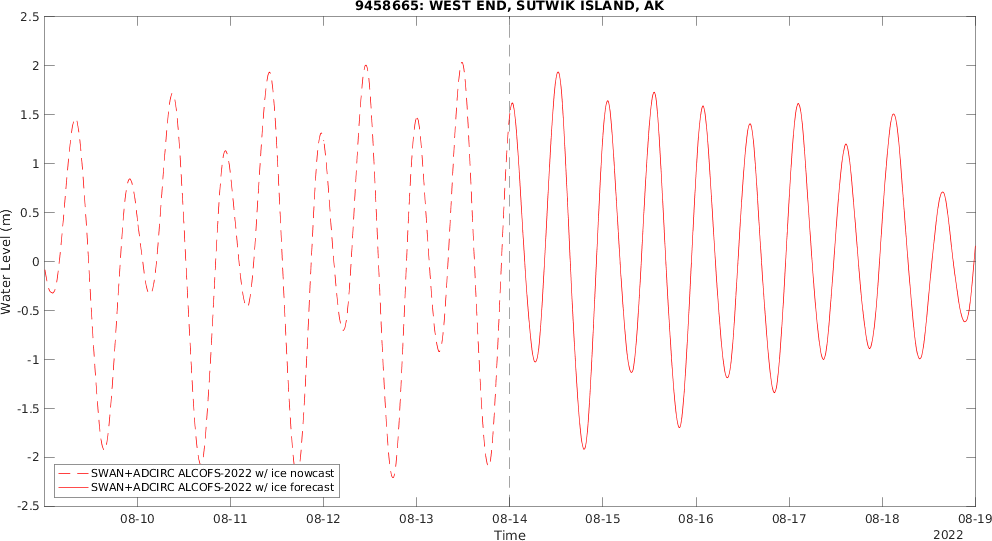 9458665: WEST END, SUTWIK ISLAND, AK
2.5
2
1.5
1
0.5
0
-0.5
-1
-1.5
-2
-2.5
Water Level (m)
SWAN+ADCIRC ALCOFS-2022 w/ ice nowcast
SWAN+ADCIRC ALCOFS-2022 w/ ice forecast
08-10 08-11 08-12 08-13 08-14 08-15 08-16 08-17 08-18 08-19
Time
2022